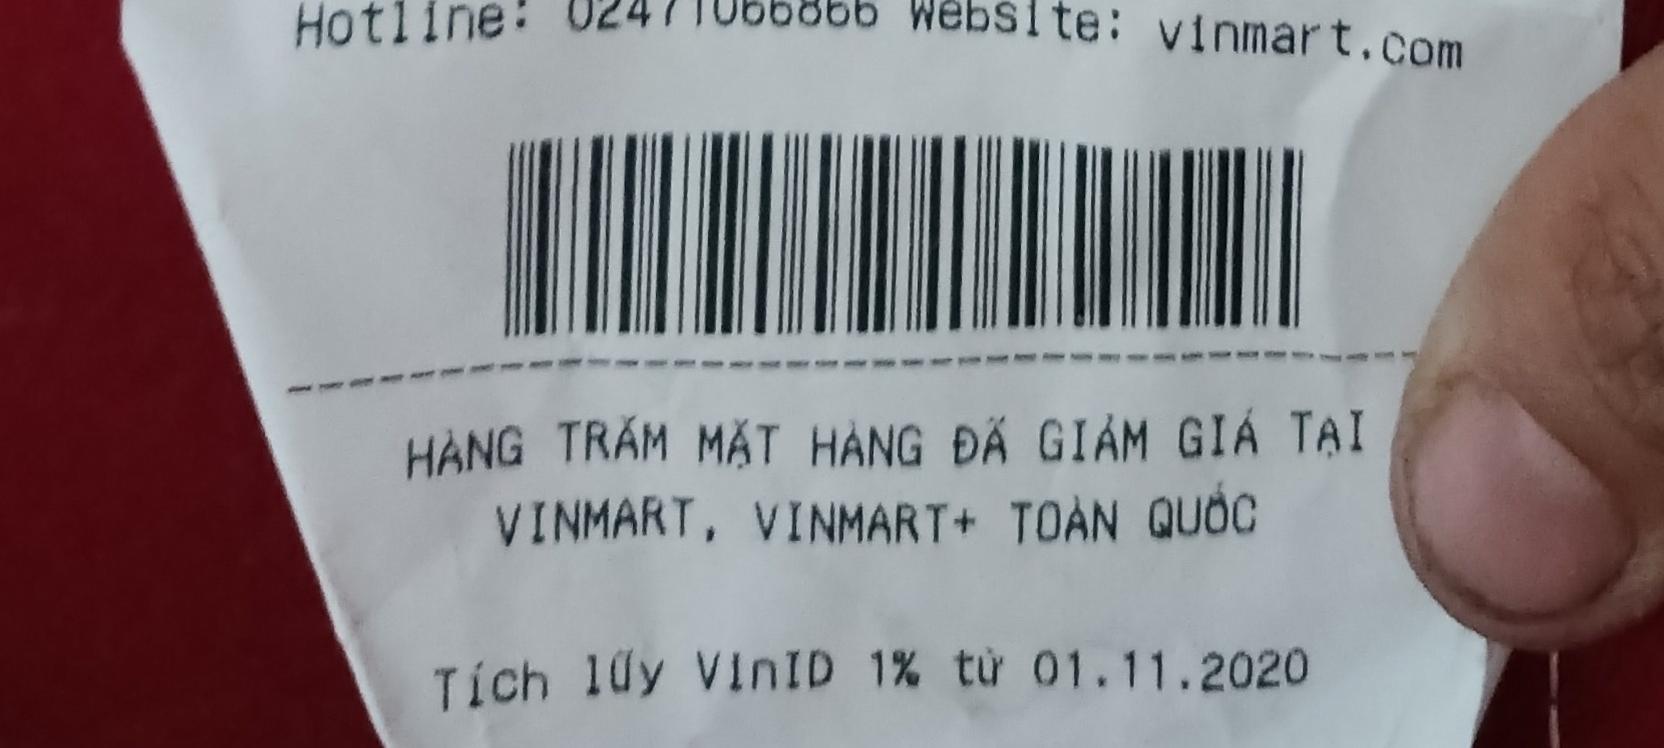 Hotline: 02471066866 Website: vinmart.com
HÀNG TRĂM MẶT HÀNG ĐÃ GIẢM GIÁ TẠI
VINMART, VINMART+ TOÀN QUỐC
Tích lũy VinID 1% từ 01.11.2020